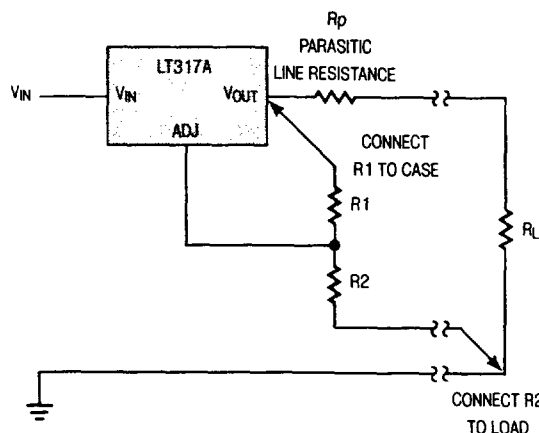 Rp
PARASITIC
LINE RESISTANCE
LT317A
VIN
VIN
VOUT
ADJ
CONNECT
R1 TO CASE
R1
RL
R2
CONNECT R2
TO LOAD